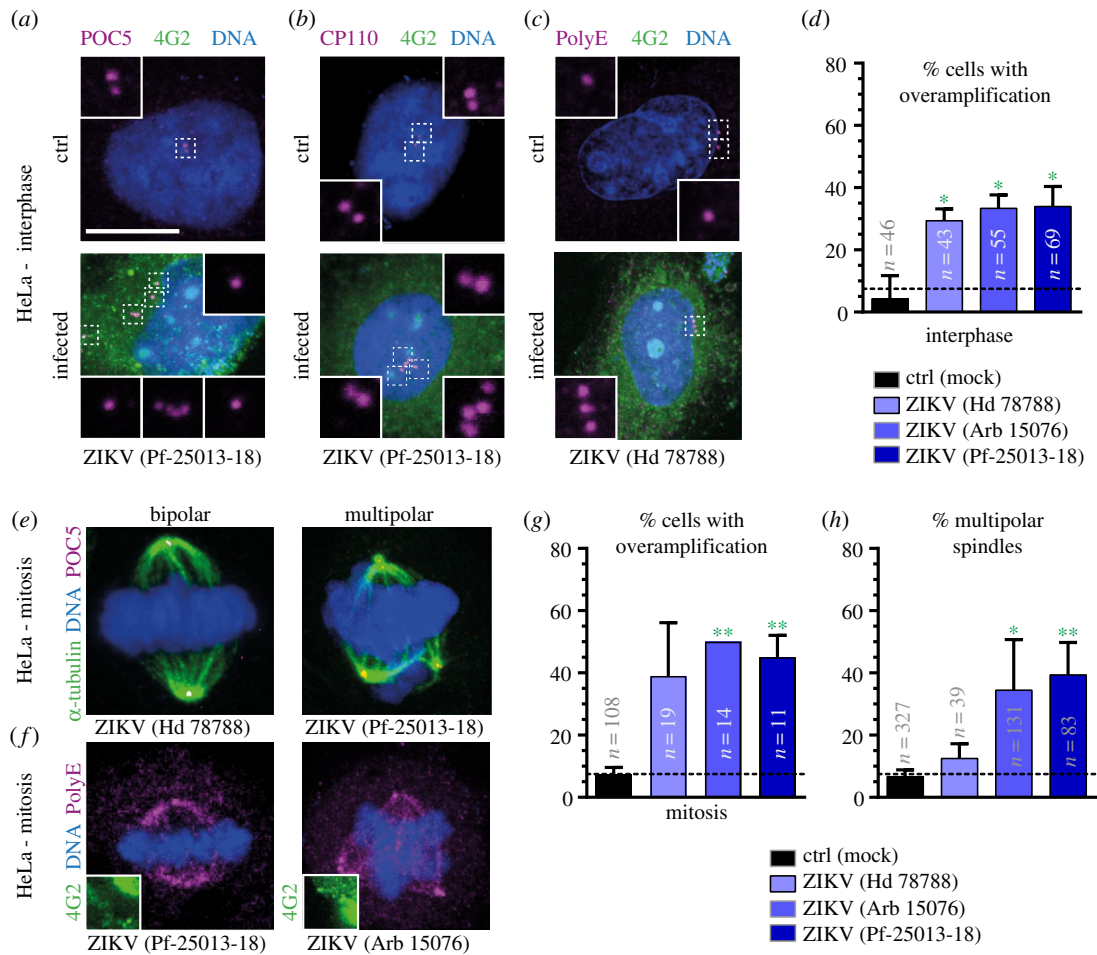 (a)
POC5 4G2 DNA
(b)
CP110 4G2 DNA
(c)
PolyE 4G2 DNA
HeLa - interphase
ctrl
infected
ctrl
infected
ctrl
infected
ZIKV (Pf-25013-18)
ZIKV (Pf-25013-18)
ZIKV (Hd 78788)
(d)
% cells with
overamplification
80
60
40
20
0
n = 46
* n = 43
* n = 55
* n = 69
interphase
ctrl (mock)
ZIKV (Hd 78788)
ZIKV (Arb 15076)
ZIKV (Pf-25013-18)
(e)
bipolar
multipolar
HeLa - mitosis
α-tubulin DNA POC5
ZIKV (Hd 78788)
ZIKV (Pf-25013-18)
(f)
HeLa - mitosis
4G2 DNA PolyE
4G2
ZIKV (Pf-25013-18)
ZIKV (Arb 15076)
(g)
% cells with
overamplification
80
60
40
20
0
n = 108
n = 19
** n = 14
** n = 11
mitosis
(h)
% multipolar
spindles
80
60
40
20
0
n = 327
n = 39
* n = 131
** n = 83
ctrl (mock)
ZIKV (Hd 78788)
ZIKV (Arb 15076)
ZIKV (Pf-25013-18)